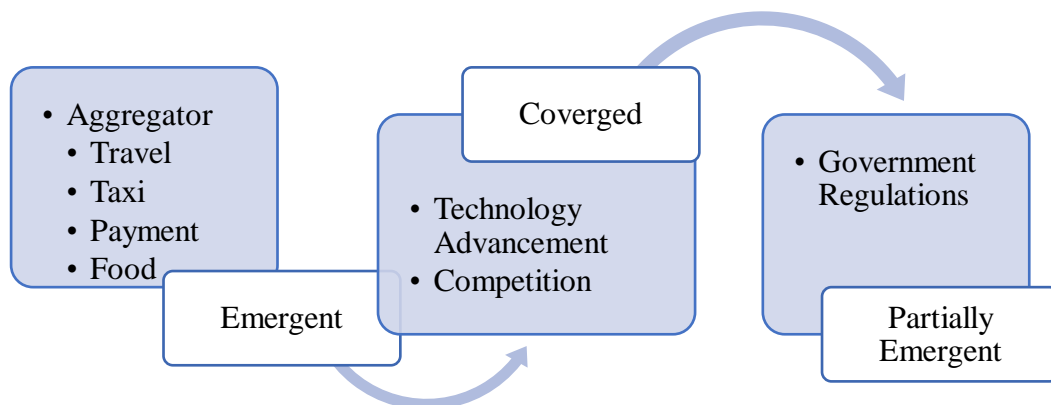 • Aggregator
• Travel
• Taxi
• Payment
• Food
Emergent
Coverged
• Technology
Advancement
• Competition
• Government
Regulations
Partially
Emergent